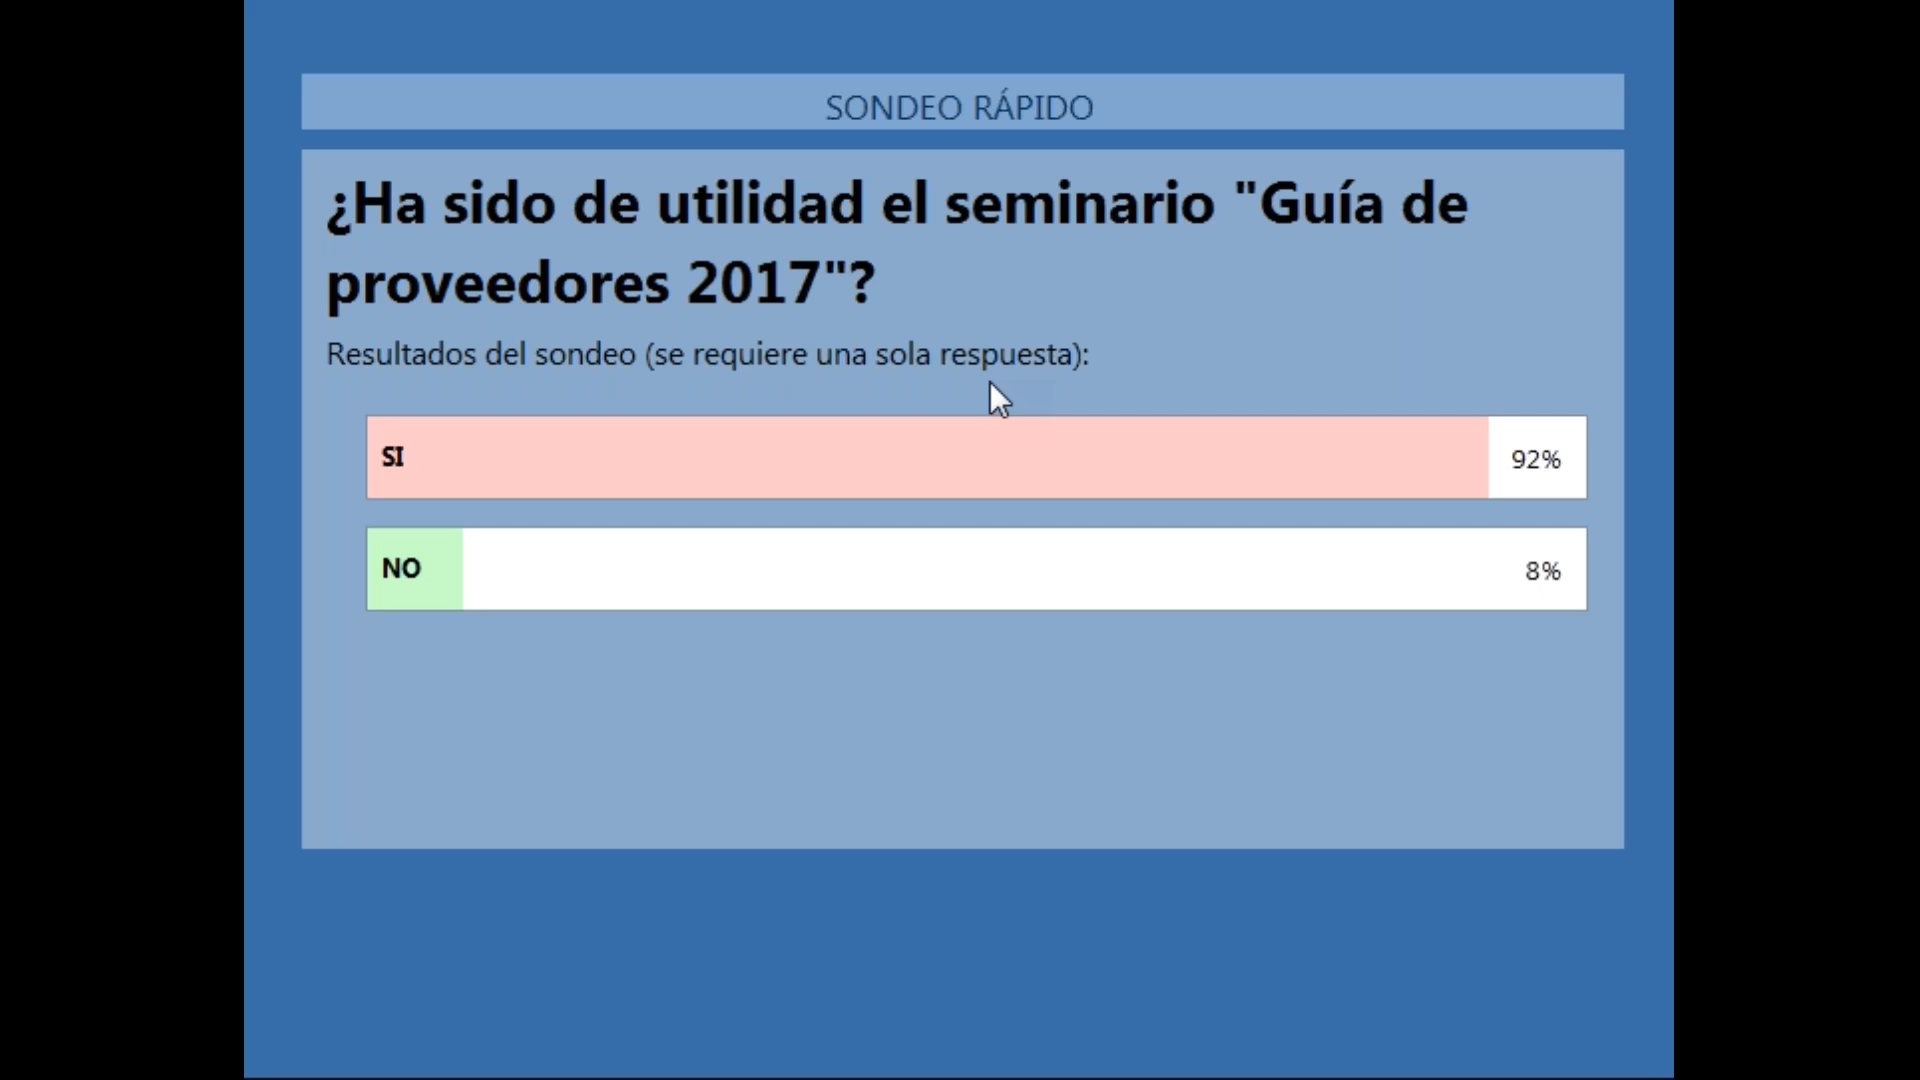 SONDEO RÁPIDO
¿Ha sido de utilidad el seminario "Guía de
proveedores 2017"?
Resultados del sondeo (se requiere una sola respuesta):
SI 92%
NO 8%